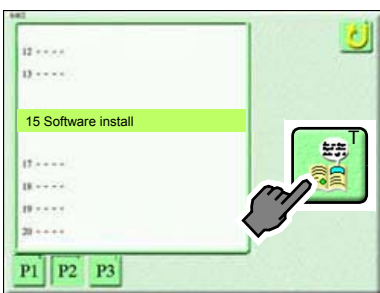 12 ----
13 ----
15 Software install
17 ----
18 ----
19 ----
20 ----
T
P1 P2 P3